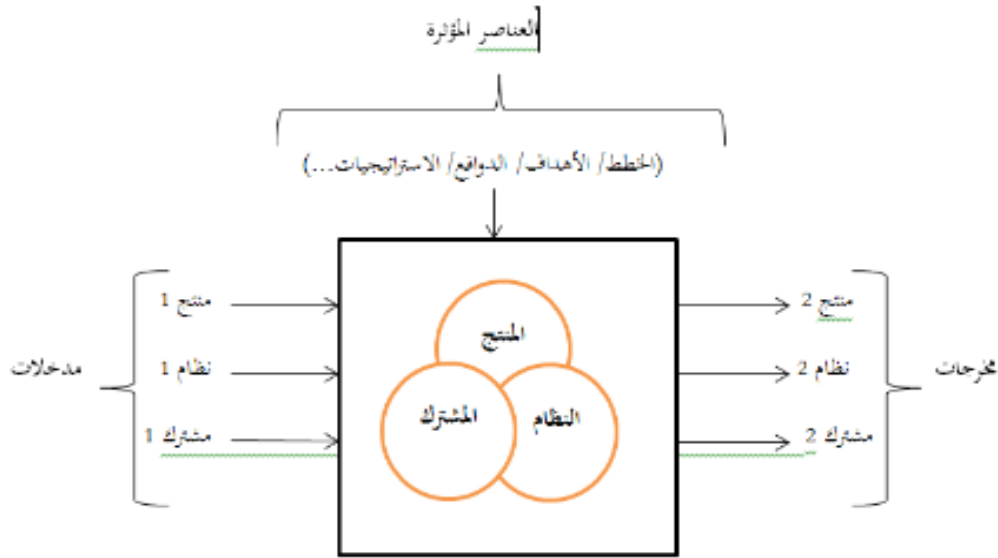 العناصر المؤثرة
(الخطط/ الأهداف/ الدوافع/ الاستراتيجيات...)
مدخلات
منتج 1
نظام 1
مشترك 1
المنتج
المشترك
النظام
منتج 2
نظام 2
مشترك 2
مخرجات